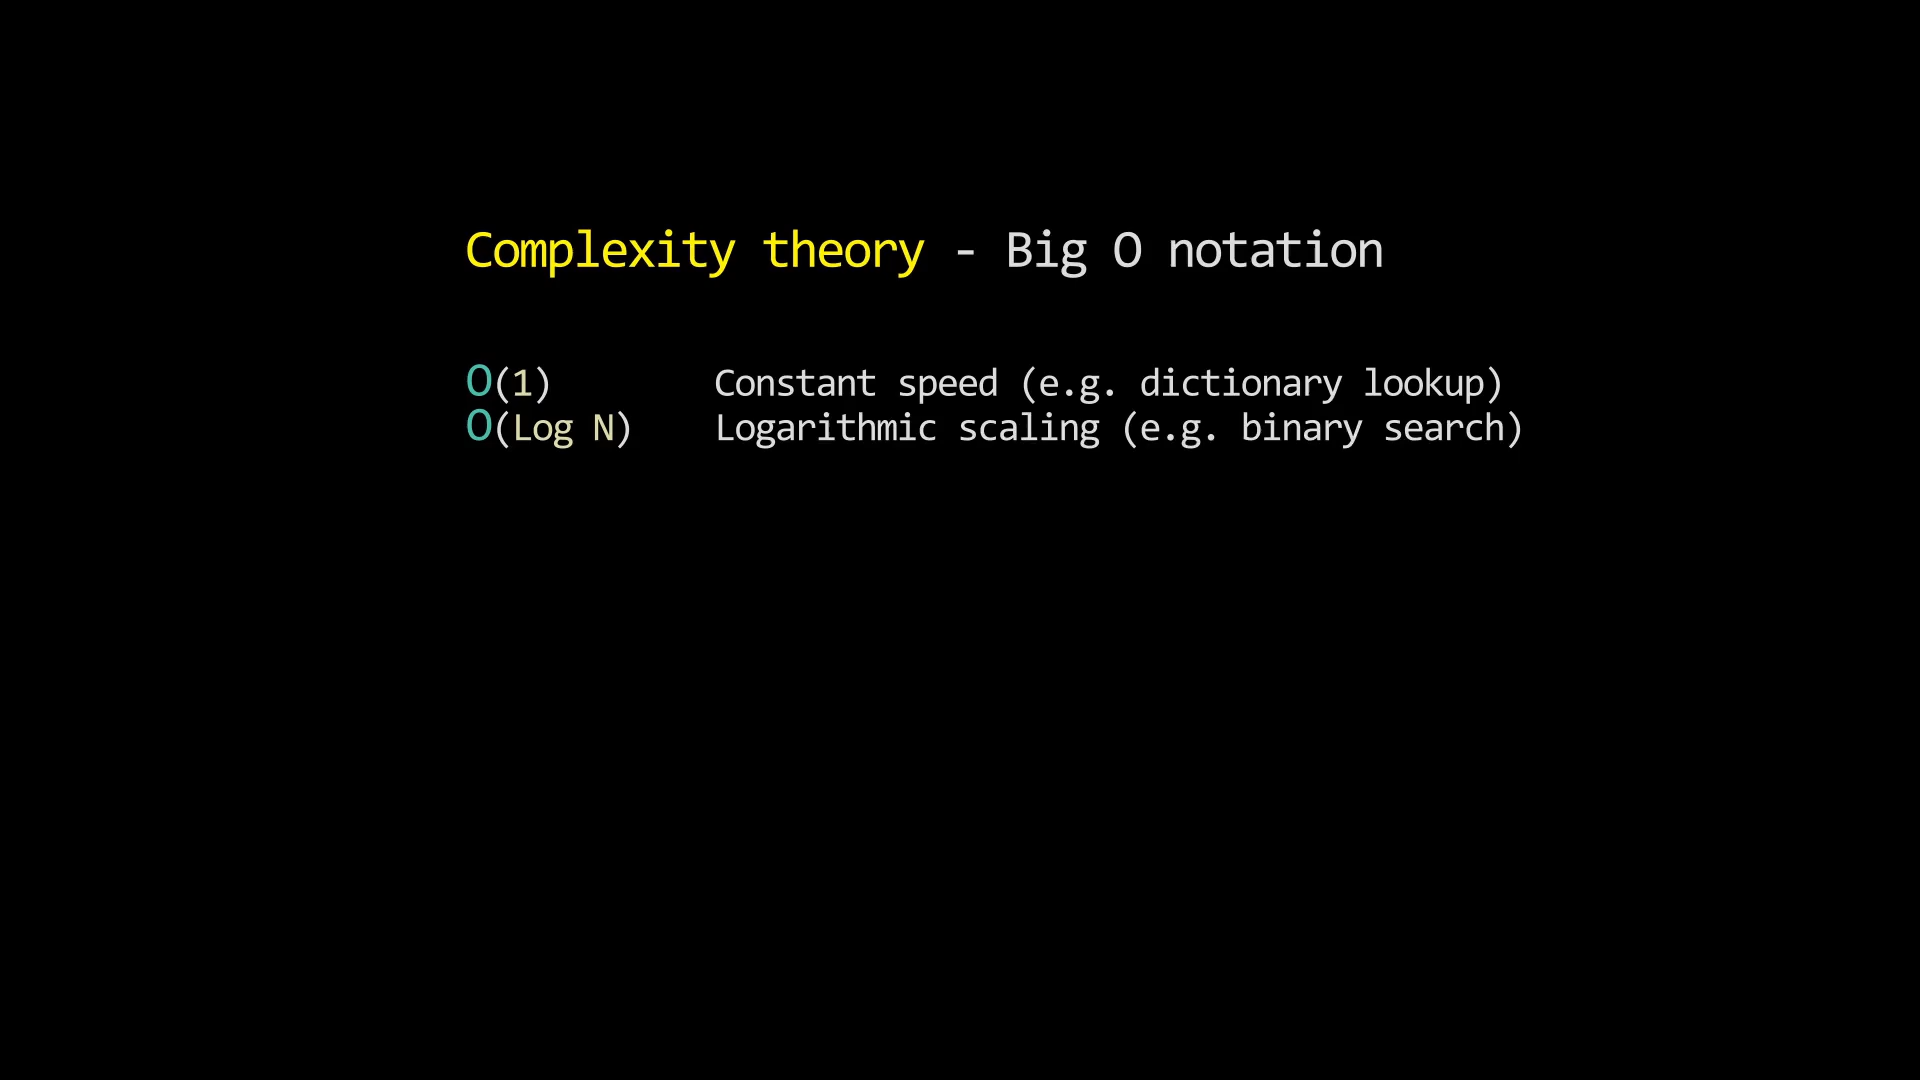 Complexity theory - Big O notation
O(1) Constant speed (e.g. dictionary lookup)
O(Log N) Logarithmic scaling (e.g. binary search)